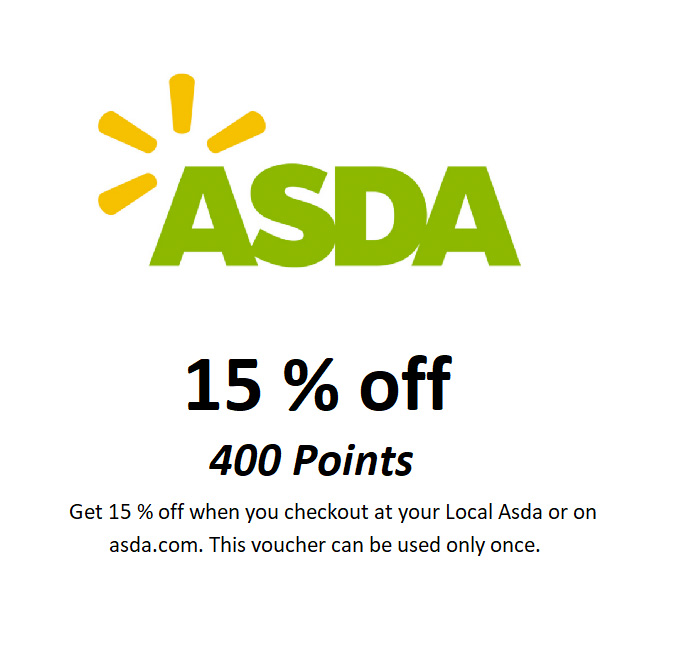 ASDA
15 % off
400 Points
Get 15 % off when you checkout at your Local Asda or on
asda.com. This voucher can be used only once.